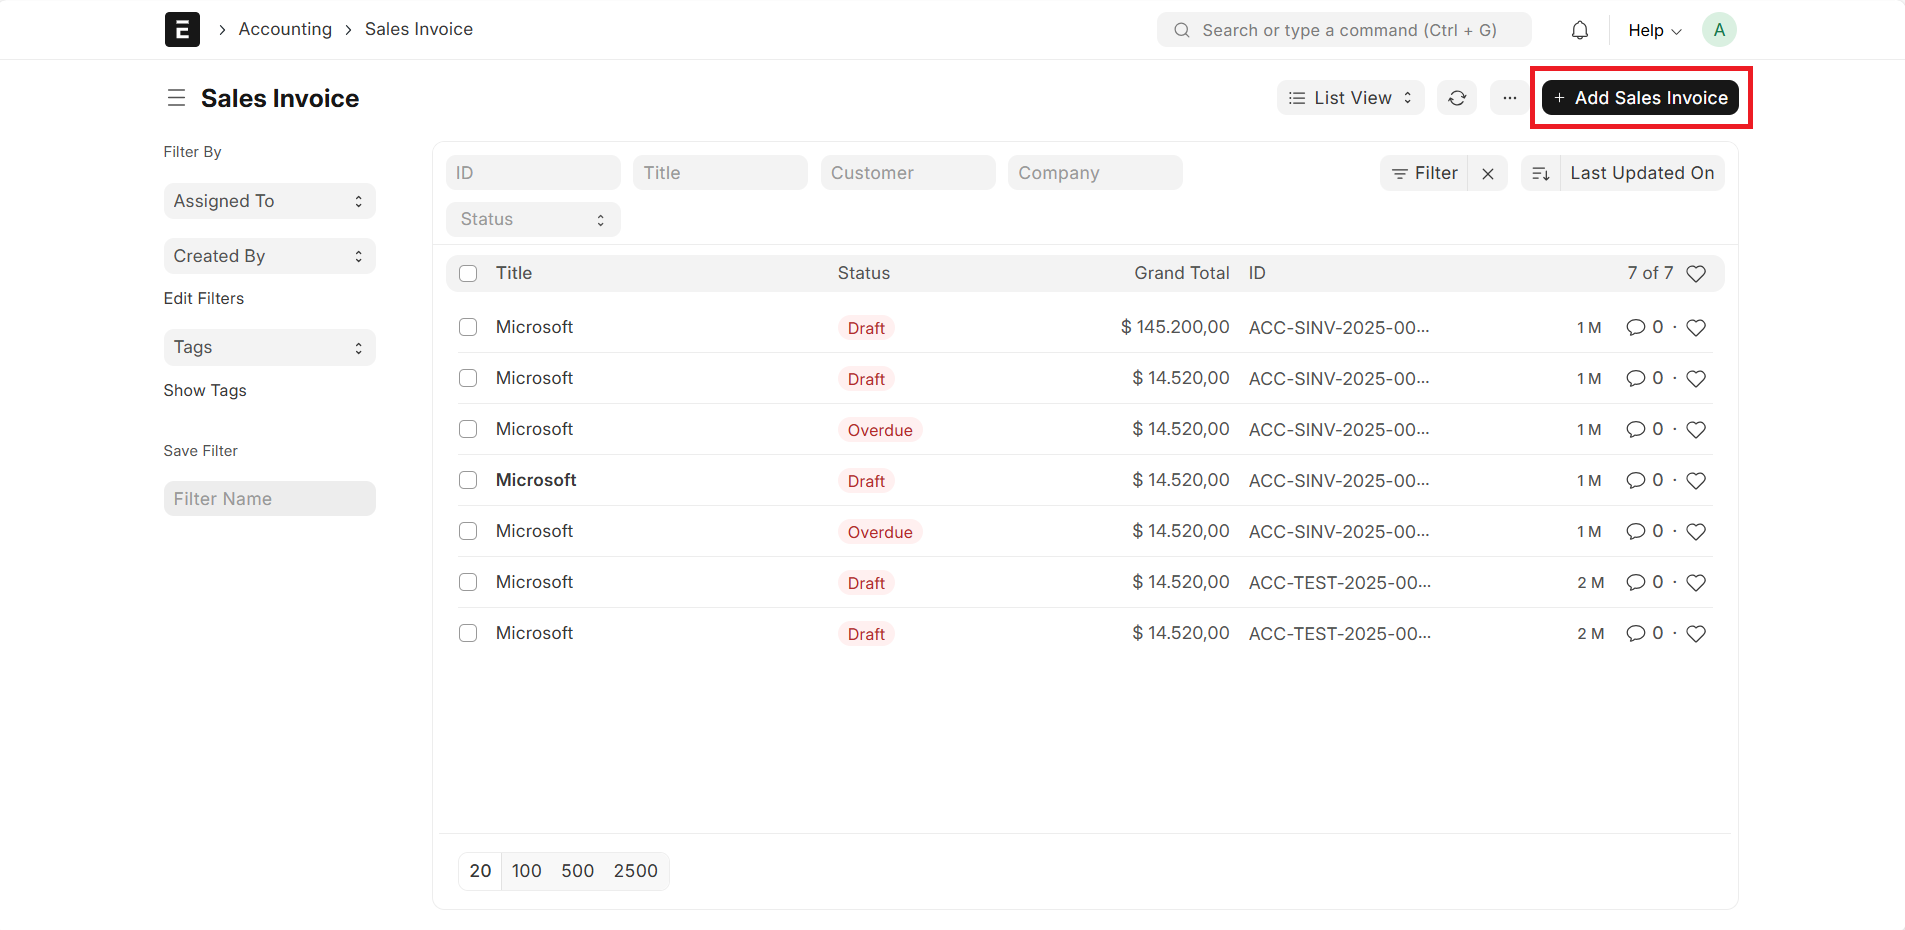 E
Accounting
Sales Invoice
Search or type a command (Ctrl + G)
Help
A
Sales Invoice
List View
...
+ Add Sales Invoice
Filter By
Assigned To
Created By
Edit Filters
Tags
Show Tags
Save Filter
Filter Name
ID Title Customer Company
Filter
Last Updated On
Status
Title Status Grand Total ID 7 of 7
Microsoft Draft $ 145.200,00 ACC-SINV-2025-00... 1 M 0 ·
Microsoft Draft $ 14.520,00 ACC-SINV-2025-00... 1 M 0 ·
Microsoft Overdue $ 14.520,00 ACC-SINV-2025-00... 1 M 0 ·
Microsoft Draft $ 14.520,00 ACC-SINV-2025-00... 1 M 0 ·
Microsoft Overdue $ 14.520,00 ACC-SINV-2025-00... 1 M 0 ·
Microsoft Draft $ 14.520,00 ACC-TEST-2025-00... 2 M 0 ·
Microsoft Draft $ 14.520,00 ACC-TEST-2025-00... 2 M 0 ·
20 100 500 2500